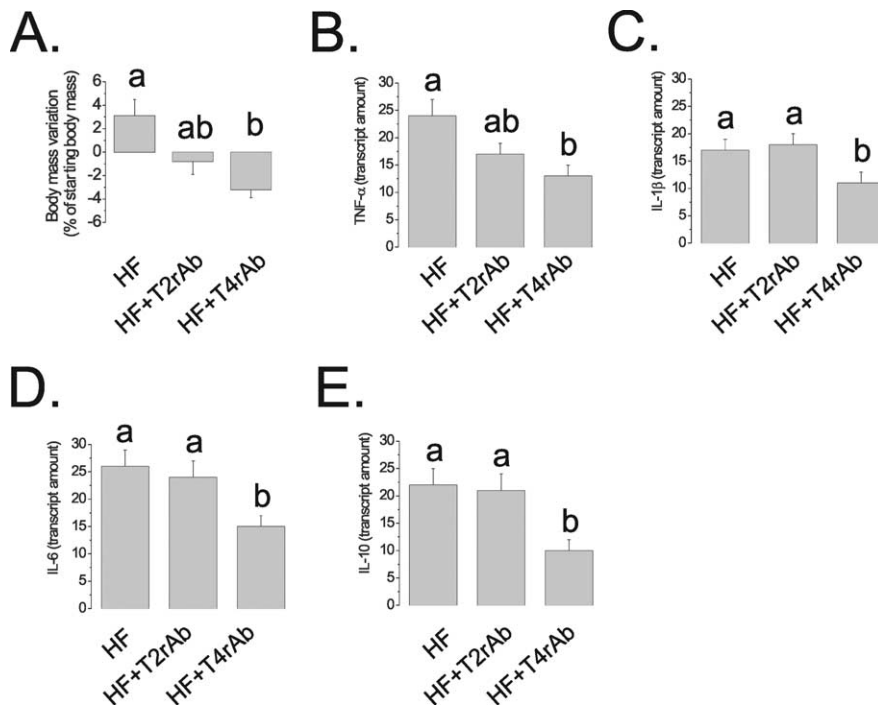 A.
Body mass variation
(% of starting body mass)
6
4
2
0
-2
-4
-6
a
ab
b
HF
HF+T2rAb
HF+T4rAb
B.
TNF-α (transcript amount)
30
25
20
15
10
5
0
a
ab
b
HF
HF+T2rAb
HF+T4rAb
C.
IL-1β (transcript amount)
30
25
20
15
10
5
0
a
a
b
HF
HF+T2rAb
HF+T4rAb
D.
IL-6 (transcript amount)
30
25
20
15
10
5
0
a
a
b
HF
HF+T2rAb
HF+T4rAb
E.
IL-10 (transcript amount)
30
25
20
15
10
5
0
a
a
b
HF
HF+T2rAb
HF+T4rAb